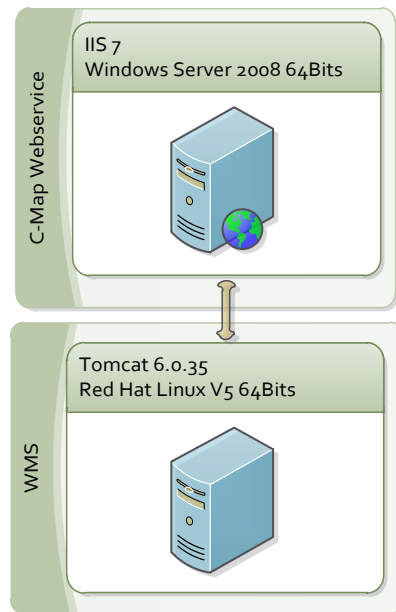 C-Map Webservice
IIS 7
Windows Server 2008 64Bits
WMS
Tomcat 6.0.35
Red Hat Linux V5 64Bits